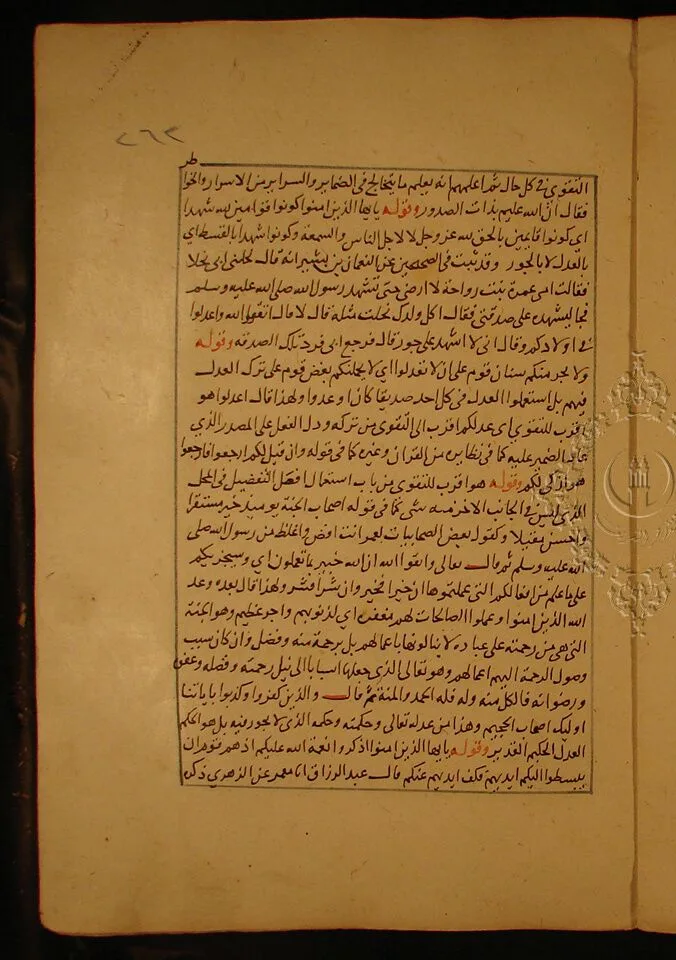 ٢٦٣
التقوى في كل حال ثم اعلمهم انه يعلم ما يتخالج في الضماير والسراير من الاسرار والخوا طر
فقال ان الله عليم بذات الصدور وقوله يا يها الذين امنوا كونوا قوامين لله شهدا
اي كونوا قايمين بالحق لله عز وجل لا لاجل الناس والسمعة وكونوا شهدا بالقسط اي
بالعدل لا بالجور وقد ثبت في الصحيحين عن النعمان بن بشير انه قال نحلني ابي نحلا
فقالت امي عمرة بنت رواحة لا ارضى حتى تشهد رسول الله صلى الله عليه وسلم
فجا ليشهده على صدقتي فقال اكل ولدك نحلت مثله قال لا قال اتقوا الله واعدلوا
في اولادكم وقال اني لا اشهد على جور قال فرجع ابي فرد تلك الصدقه وقوله
ولا يجرمنكم سنان قوم على ان لا تعدلوا اي لا يحملنكم بغض قوم على ترك العدل
فيهم بل استعملوا العدل في كل احد صديقا كان او عدوا ولهذا قال اعدلوا هو
اقرب للتقوى اي عدلكم اقرب الى التقوى من تركه ودل الفعل على المصدر الذي
عاد الضمير عليه كما في نظايره من القران وغيره كما في قوله وان قيل لكم ارجعوا فارجعوا
هو ازكى لكم وقوله هو اقرب للتقوى من باب استعمال افعل التفضيل في المحل
الذي ليس في الجانب الاخر منه شي كما في قوله اصحاب الجنة يوميذ خير مستقرا
واحسن مقيلا وكقول بعض الصحابيات لعمر انت افض واغلظ من رسول الله صلى
الله عليه وسلم ثم قال تعالى واتقوا الله ان الله خبير بما تعملون اي وسيجزيكم
على ما علم من افعالكم التي عملتموها ان خيرا فخير وان شرا فشر ولهذا قال بعده وعد
الله الذين امنوا وعملوا الصالحات لهم مغفرة اي لذنوبهم واجر عظيم وهو الجنة
التي هي من رحمته على عباده لا ينالونها باعمالهم بل برحمة منه وفضل وان كان سبب
وصول الرحمة اليهم اعمالهم وهو تعالى الذي جعلها اسبابا الى نيل رحمته وفضله وعفوه
ورضوانه فالكل منه وله فله الحمد والمنة ثم قال والذين كفروا وكذبوا باياتنا
اوليك اصحاب الجحيم وهذا من عدله تعالى وحكمته وحكمه الذي لا يجور فيه بل هو الحكم
العدل الحكيم القدير وقوله يا يها الذين امنوا اذكروا نعمة الله عليكم اذ هم قوم ان
يبسطوا اليكم ايديهم فكف ايديهم عنكم قال عبد الرزاق انا معمر عن الزهري ذكره